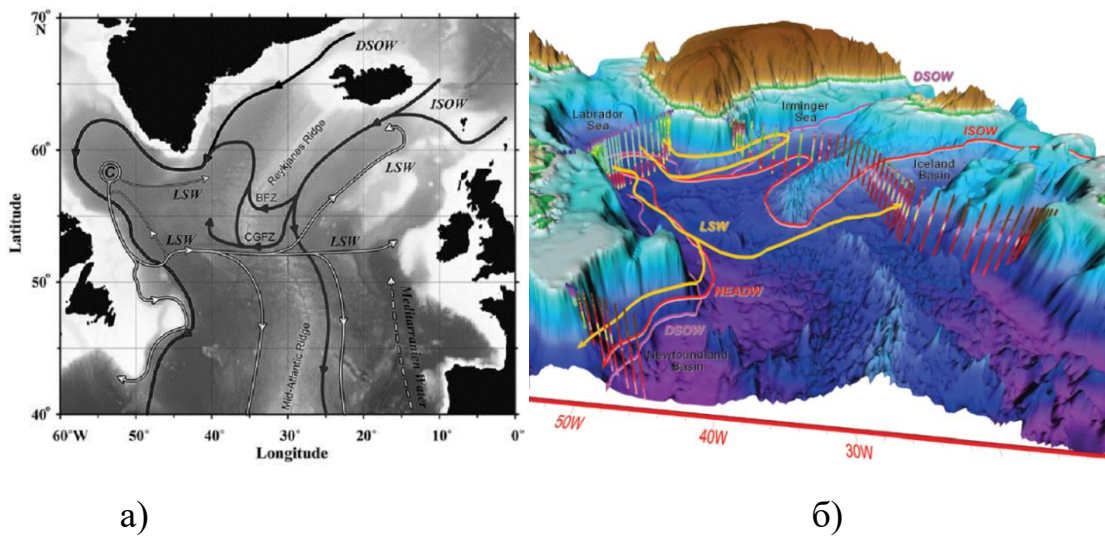 70°
N
60°
50°
40°
60°W
50°
40°
30°
20°
10°
0°
Latitude
Longitude
DSOW
ISOW
Reykjanes Ridge
LSW
C
LSW
BFZ
CGFZ
LSW
LSW
Mid-Atlantic Ridge
Meditarranien Water
DSOW
Labrador
Sea
Irminger
Sea
ISOW
Iceland
Basin
LSW
NEADW
DSOW
Newfoundland
Basin
50W
40W
30W
а)
б)